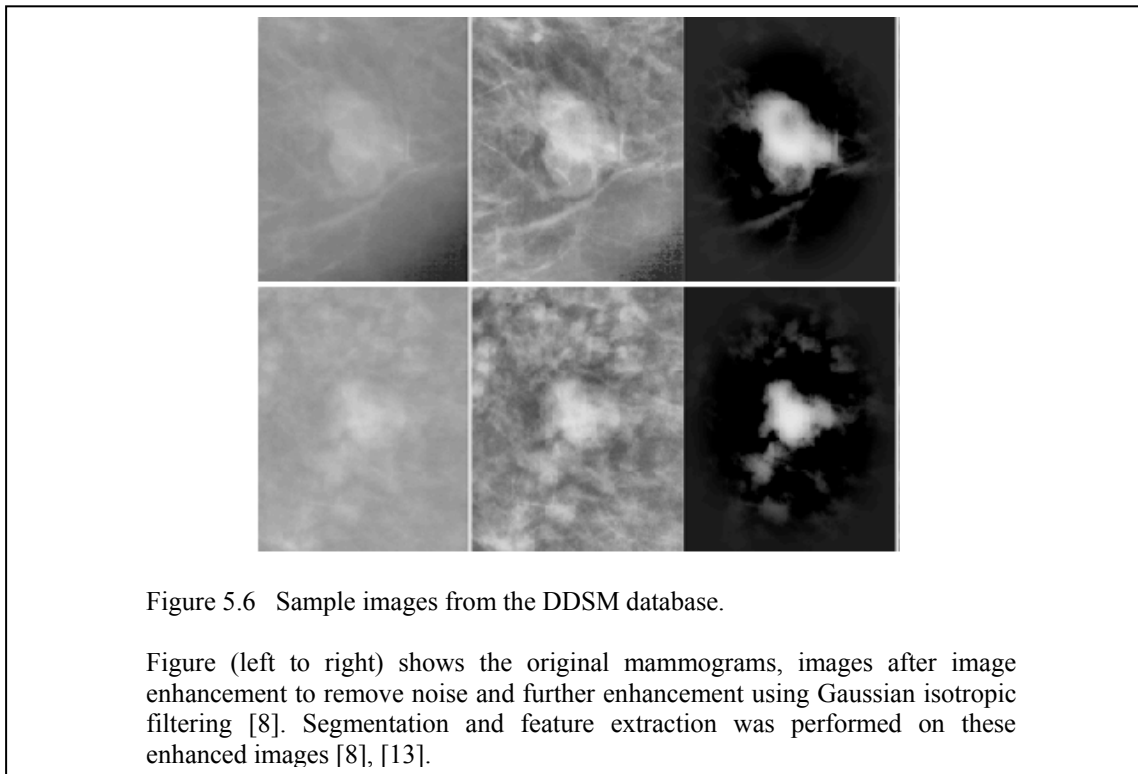 Figure 5.6   Sample images from the DDSM database.
Figure (left to right) shows the original mammograms, images after image
enhancement to remove noise and further enhancement using Gaussian isotropic
filtering [8]. Segmentation and feature extraction was performed on these
enhanced images [8], [13].